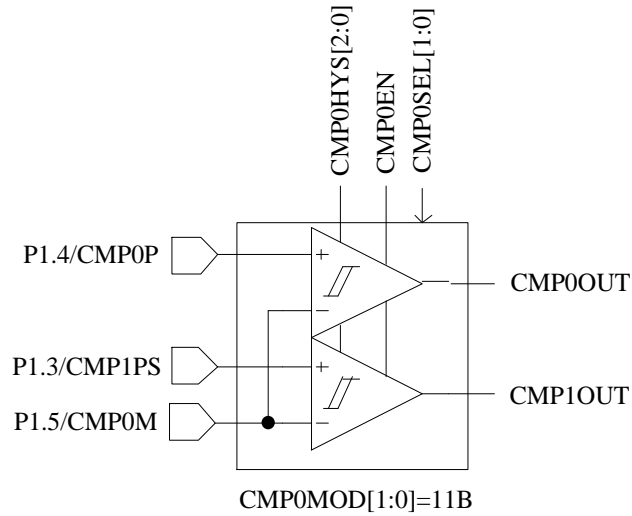 CMP0HYS[2:0]
CMP0EN
CMP0SEL[1:0]
P1.4/CMP0P
+
−
CMP0OUT
P1.3/CMP1PS
+
P1.5/CMP0M
−
CMP1OUT
CMP0MOD[1:0]=11B